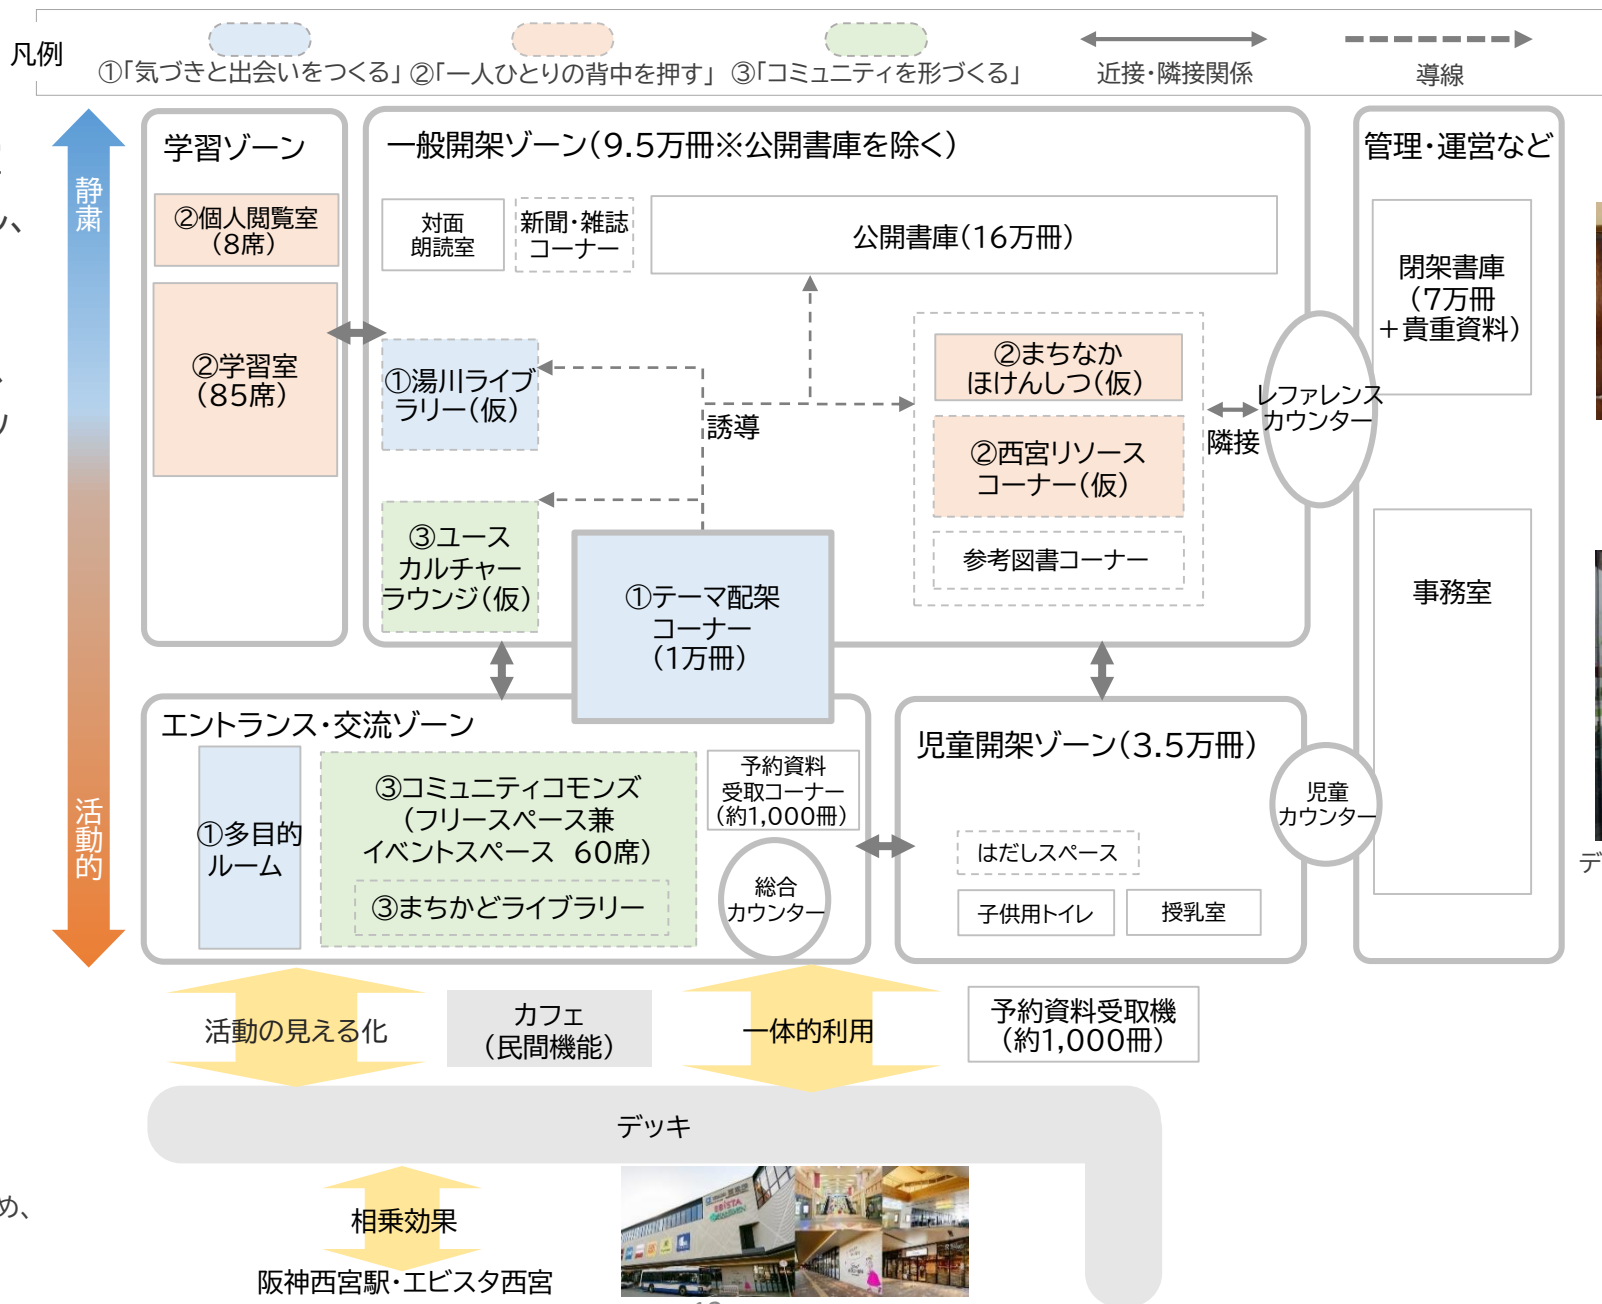 凡例
①「気づきと出会いをつくる」
②「一人ひとりの背中を押す」
③「コミュニティを形づくる」
近接・隣接関係
導線
静粛
活動的
学習ゾーン
②個人閲覧室
(8席)
②学習室
(85席)
一般開架ゾーン(9.5万冊※公開書庫を除く)
対面
朗読室
新聞・雑誌
コーナー
公開書庫(16万冊)
①湯川ライブ
ラリー(仮)
誘導
②まちなか
ほけんしつ(仮)
②西宮リソース
コーナー(仮)
参考図書コーナー
隣接
レファレンス
カウンター
③ユース
カルチャー
ラウンジ(仮)
①テーマ配架
コーナー
(1万冊)
管理・運営など
閉架書庫
(7万冊
+貴重資料)
事務室
エントランス・交流ゾーン
①多目的
ルーム
③コミュニティコモンズ
(フリースペース兼
イベントスペース 60席)
③まちかどライブラリー
予約資料
受取コーナー
(約1,000冊)
総合
カウンター
児童開架ゾーン(3.5万冊)
はだしスペース
子供用トイレ
授乳室
児童
カウンター
活動の見える化
カフェ
(民間機能)
一体的利用
予約資料受取機
(約1,000冊)
デッキ
相乗効果
阪神西宮駅・エビスタ西宮
め、
デ